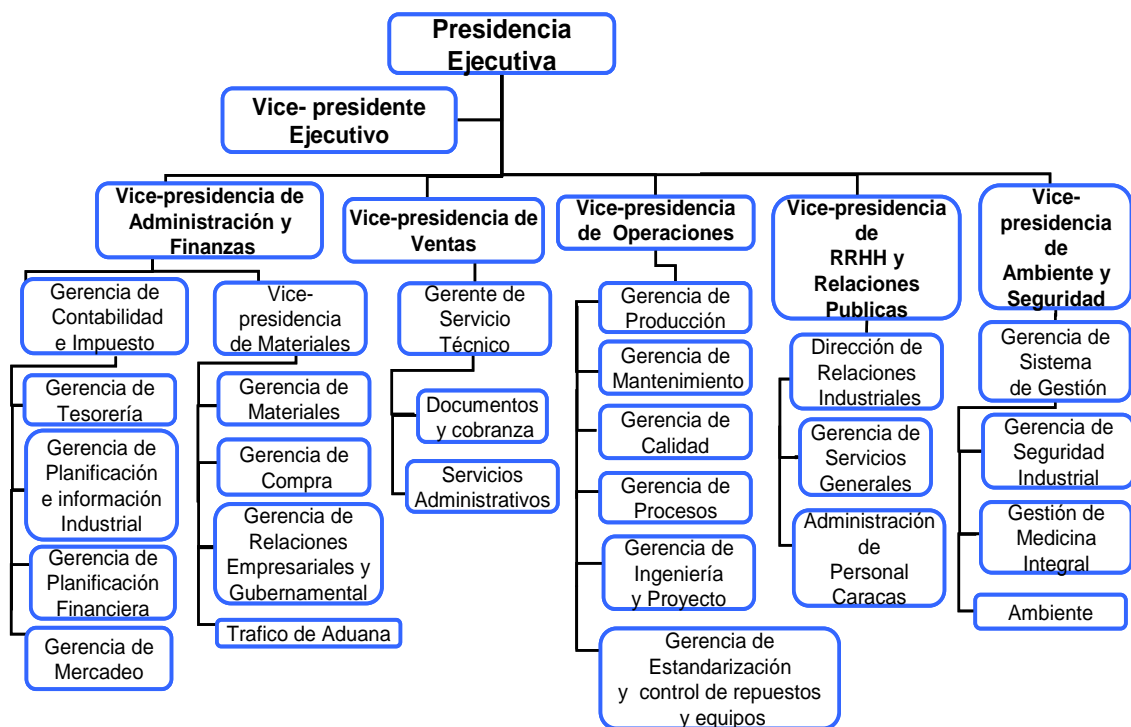 Presidencia
Ejecutiva
Vice- presidente
Ejecutivo
Vice-presidencia de
Administración y
Finanzas
Gerencia de
Contabilidad
e Impuesto
Gerencia de
Tesorería
Gerencia de
Planificación
e información
Industrial
Gerencia de
Planificación
Financiera
Gerencia de
Mercadeo
Vice-
presidencia
de Materiales
Gerencia de
Materiales
Gerencia de
Compra
Gerencia de
Relaciones
Empresariales y
Gubernamental
Trafico de Aduana
Vice-presidencia de
Ventas
Gerente de
Servicio
Técnico
Documentos
y cobranza
Servicios
Administrativos
Vice-presidencia
de Operaciones
Gerencia de
Producción
Gerencia de
Mantenimiento
Gerencia de
Calidad
Gerencia de
Procesos
Gerencia de
Ingeniería
y Proyecto
Gerencia de
Estandarización
y control de repuestos
y equipos
Vice-presidencia
de
RRHH y
Relaciones
Publicas
Dirección de
Relaciones
Industriales
Gerencia de
Servicios
Generales
Administración
de
Personal
Caracas
Vice-
presidencia
de
Ambiente y
Seguridad
Gerencia de
Sistema
de Gestión
Gerencia de
Seguridad
Industrial
Gestión de
Medicina
Integral
Ambiente